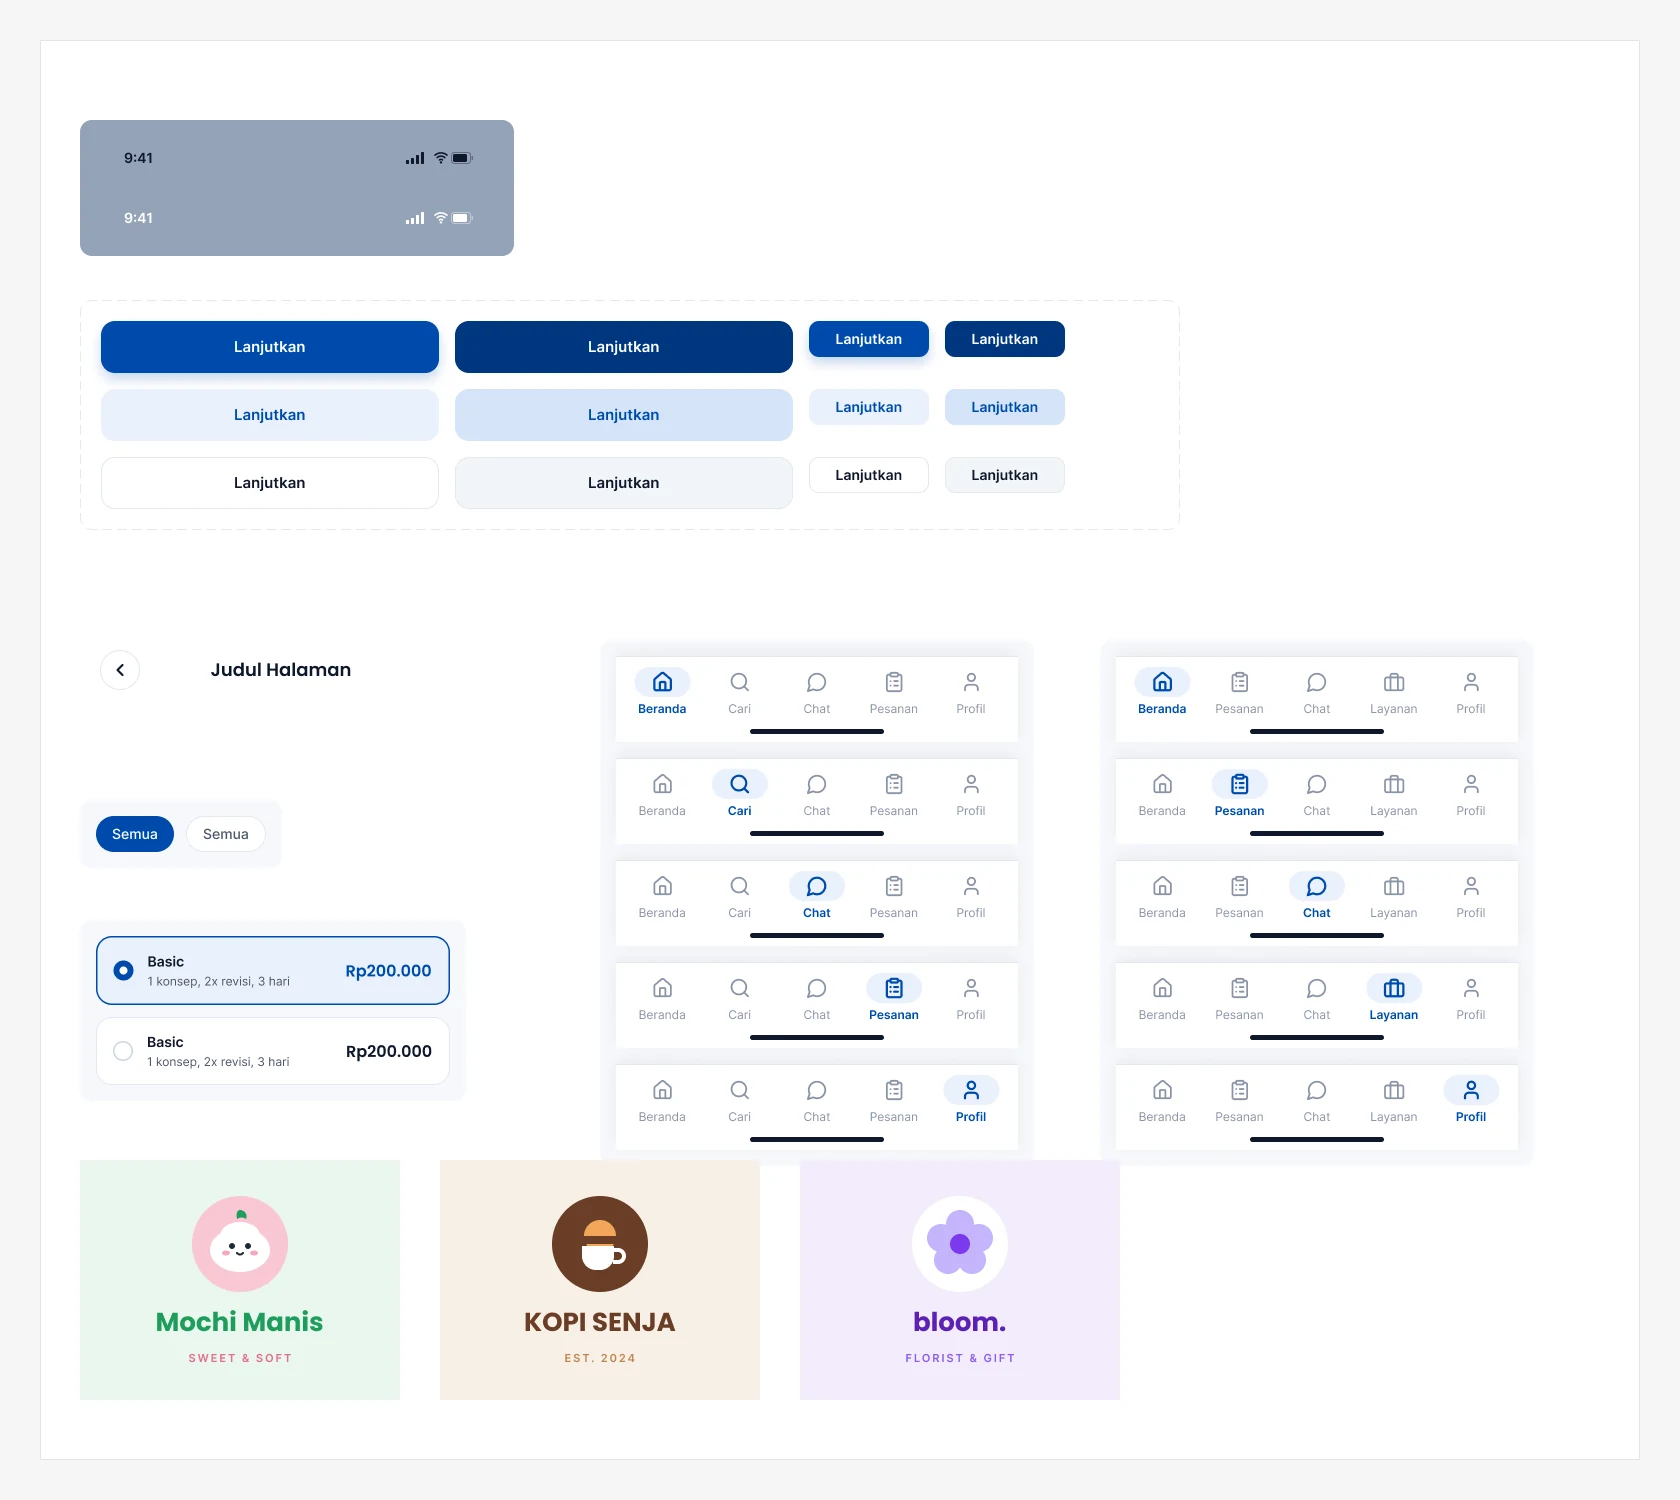 9:41
9:41
Lanjutkan Lanjutkan Lanjutkan Lanjutkan
Lanjutkan Lanjutkan Lanjutkan Lanjutkan
Lanjutkan Lanjutkan Lanjutkan Lanjutkan
Judul Halaman
Semua Semua
Basic
1 konsep, 2x revisi, 3 hari
Rp200.000
Basic
1 konsep, 2x revisi, 3 hari
Rp200.000
Beranda Cari Chat Pesanan Profil
Beranda Cari Chat Pesanan Profil
Beranda Cari Chat Pesanan Profil
Beranda Cari Chat Pesanan Profil
Beranda Cari Chat Pesanan Profil
Beranda Pesanan Chat Layanan Profil
Beranda Pesanan Chat Layanan Profil
Beranda Pesanan Chat Layanan Profil
Beranda Pesanan Chat Layanan Profil
Beranda Pesanan Chat Layanan Profil
Mochi Manis
SWEET & SOFT
KOPI SENJA
EST. 2024
bloom.
FLORIST & GIFT